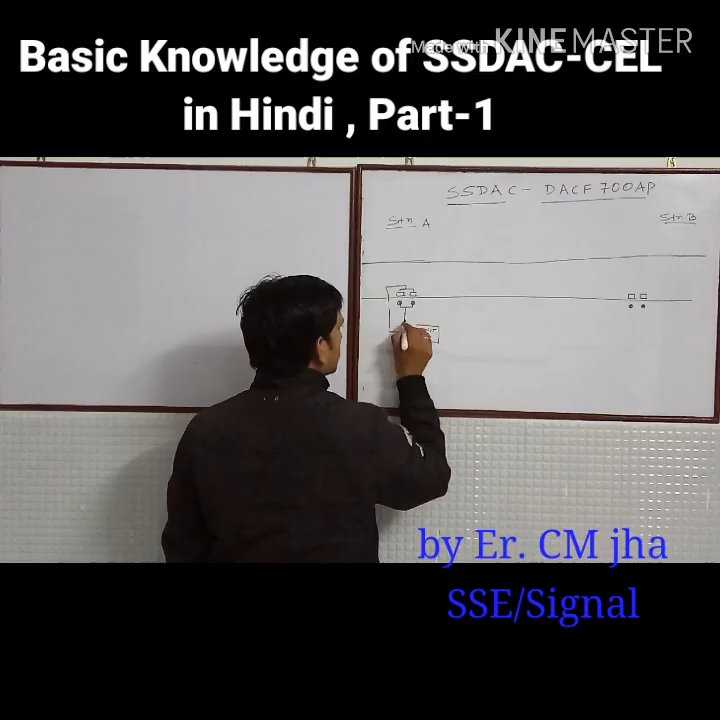 Made with KINEMASTER
Basic Knowledge of SSDAC-CEL
in Hindi , Part-1
SSDAC - DACF 700AP
Stn A
Stn B
by Er. CM jha
SSE/Signal